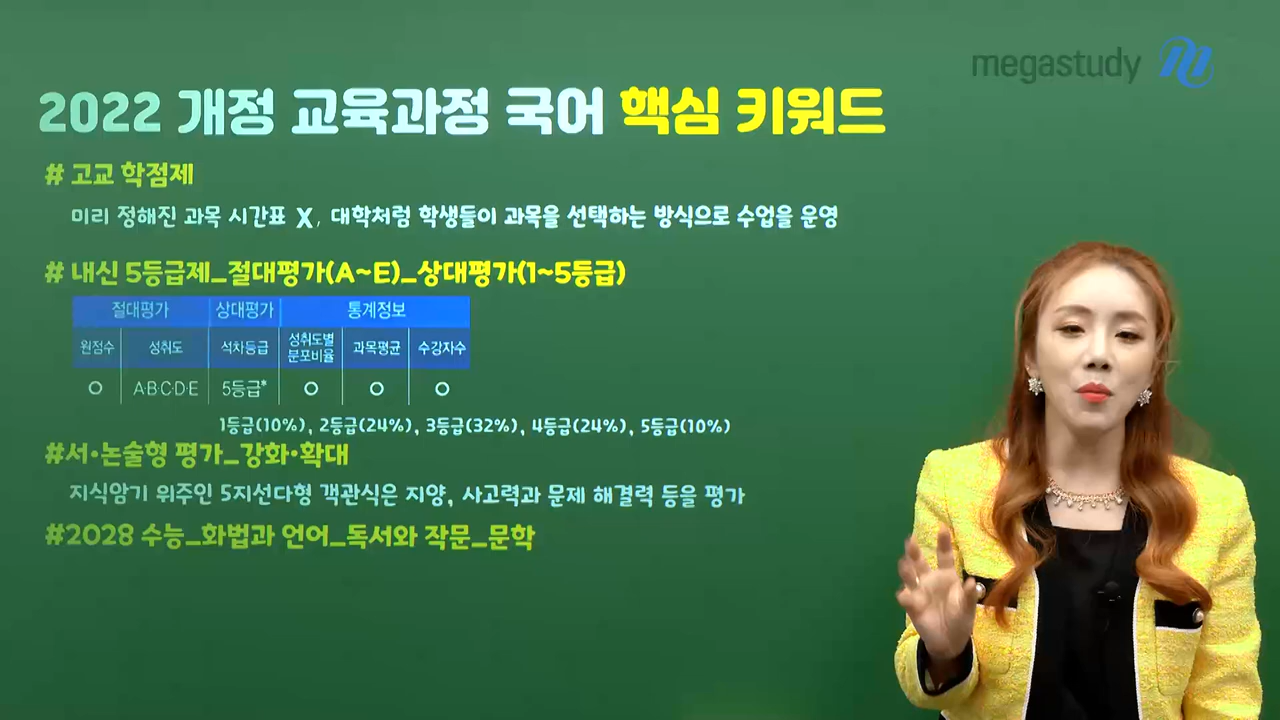 megastudy
2022 개정 교육과정 국어 핵심 키워드
# 고교 학점제
미리 정해진 과목 시간표 X, 대학처럼 학생들이 과목을 선택하는 방식으로 수업을 운영
# 내신 5등급제_절대평가(A~E)_상대평가(1~5등급)
절대평가 상대평가 통계정보
원점수 성취도 석차등급 성취도별 분포비율 과목평균 수강자수
O A·B·C·D·E 5등급* O O O
1등급(10%), 2등급(24%), 3등급(32%), 4등급(24%), 5등급(10%)
#서·논술형 평가_강화·확대
지식암기 위주인 5지선다형 객관식은 지양, 사고력과 문제 해결력 등을 평가
#2028 수능_화법과 언어_독서와 작문_문학